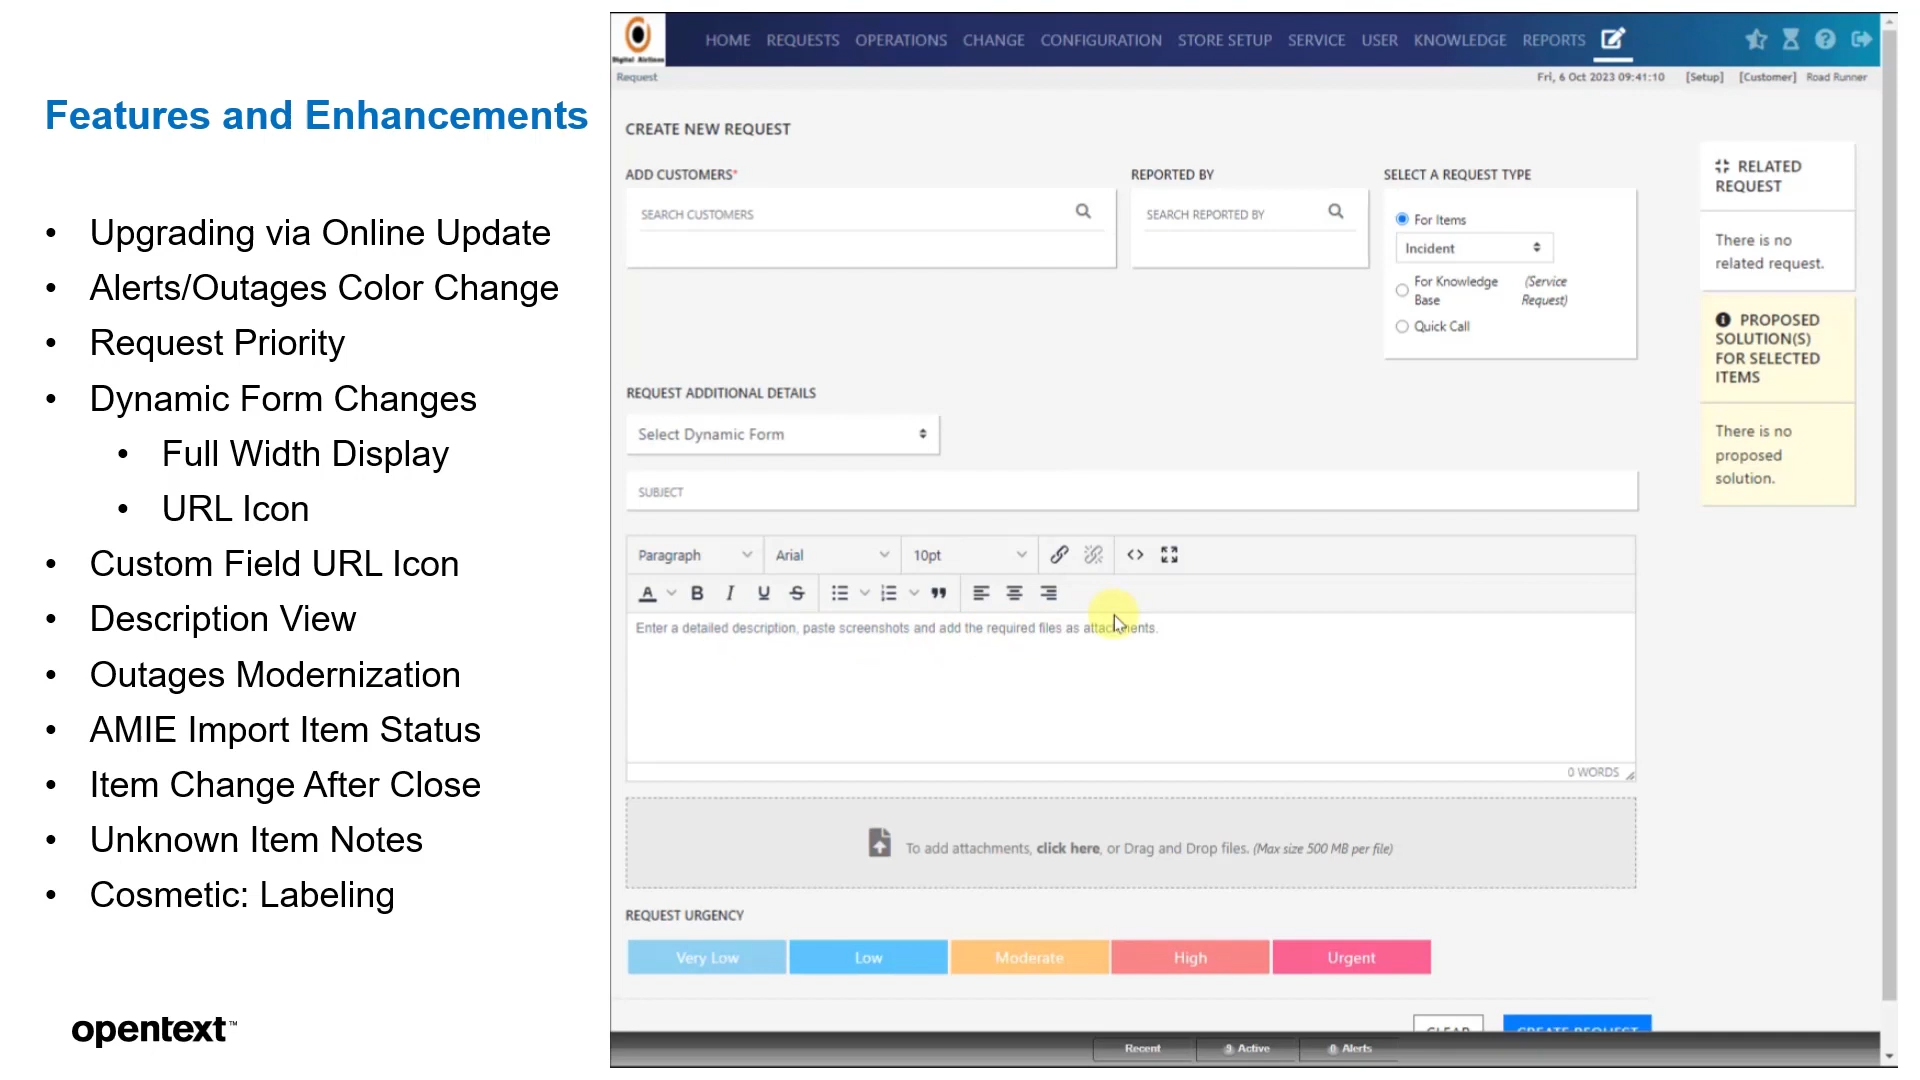 Features and Enhancements
• Upgrading via Online Update
• Alerts/Outages Color Change
• Request Priority
• Dynamic Form Changes
• Full Width Display
• URL Icon
• Custom Field URL Icon
• Description View
• Outages Modernization
• AMIE Import Item Status
• Item Change After Close
• Unknown Item Notes
• Cosmetic: Labeling
opentext™
Digital Airlines
HOME REQUESTS OPERATIONS CHANGE CONFIGURATION STORE SETUP SERVICE USER KNOWLEDGE REPORTS
Request
Fri, 6 Oct 2023 09:41:10 [Setup] [Customer] Road Runner
CREATE NEW REQUEST
ADD CUSTOMERS*
SEARCH CUSTOMERS
REPORTED BY
SEARCH REPORTED BY
SELECT A REQUEST TYPE
For Items
Incident
For Knowledge Base (Service Request)
Quick Call
RELATED
REQUEST
There is no
related request.
PROPOSED
SOLUTION(S)
FOR SELECTED
ITEMS
There is no
proposed
solution.
REQUEST ADDITIONAL DETAILS
Select Dynamic Form
SUBJECT
Paragraph Arial 10pt
A B I U S
Enter a detailed description, paste screenshots and add the required files as attachments.
0 WORDS
To add attachments, click here, or Drag and Drop files. (Max size 500 MB per file)
REQUEST URGENCY
Very Low Low Moderate High Urgent
CLEAR CREATE REQUEST
Recent Active Alerts